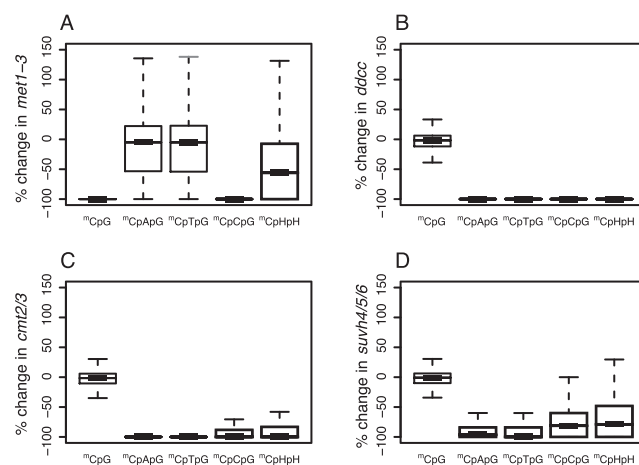 A
% change in met1−3
150
100
50
0
−50
−100
mCpG mCpApG mCpTpG mCpCpG mCpHpH
B
% change in ddcc
150
100
50
0
−50
−100
mCpG mCpApG mCpTpG mCpCpG mCpHpH
C
% change in cmt2/3
150
100
50
0
−50
−100
mCpG mCpApG mCpTpG mCpCpG mCpHpH
D
% change in suvh4/5/6
150
100
50
0
−50
−100
mCpG mCpApG mCpTpG mCpCpG mCpHpH